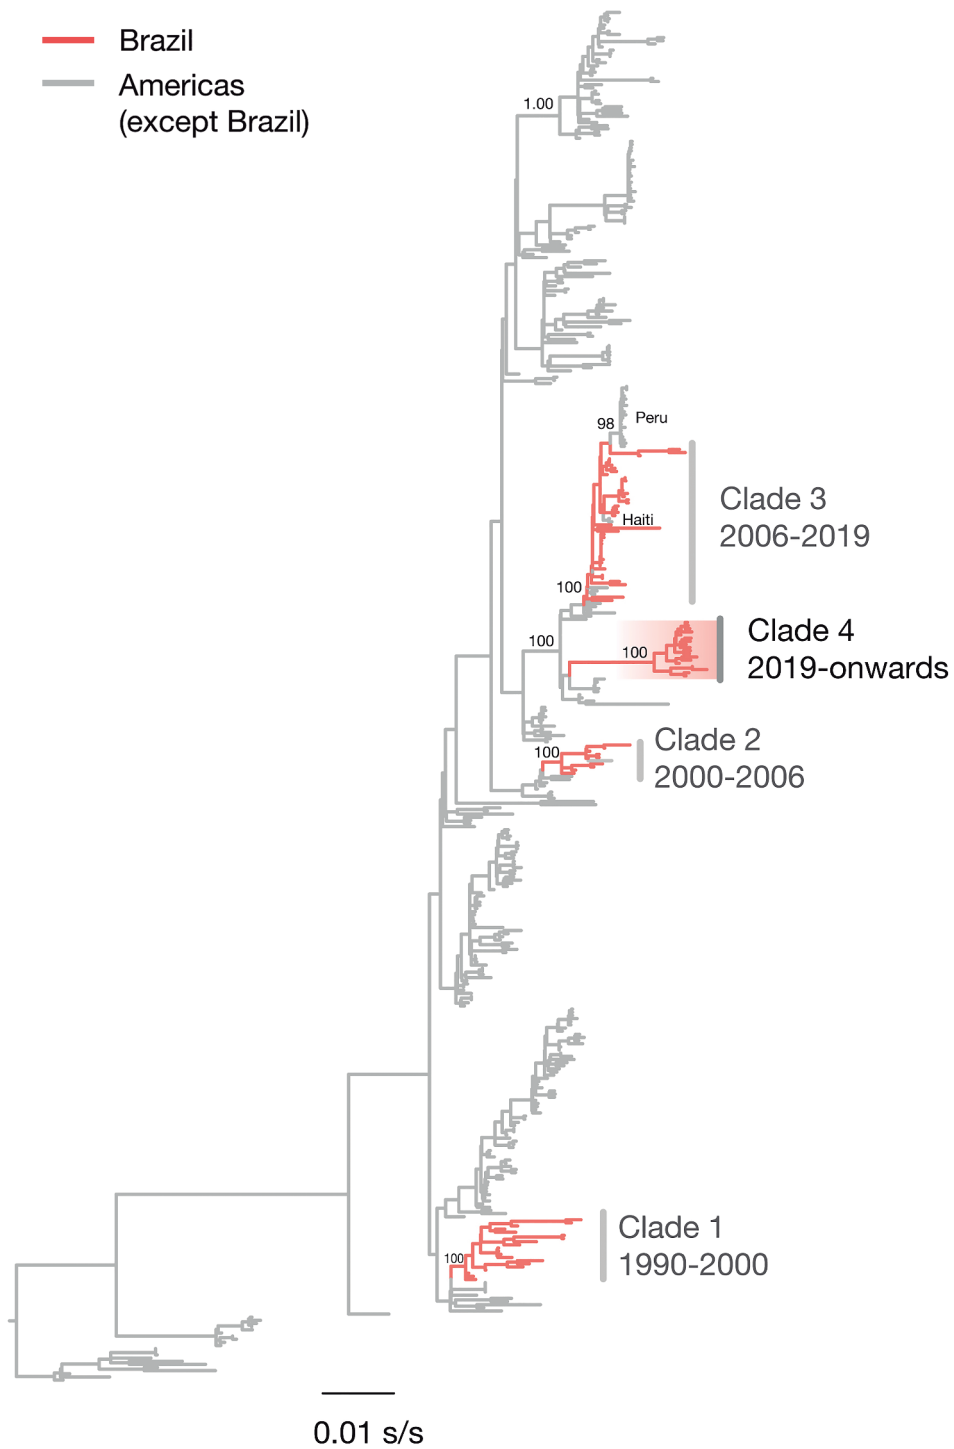 Brazil
Americas
(except Brazil)
1.00
98
Peru
Clade 3
2006-2019
Haiti
100
100
Clade 4
2019-onwards
100
Clade 2
2000-2006
100
Clade 1
1990-2000
100
0.01 s/s